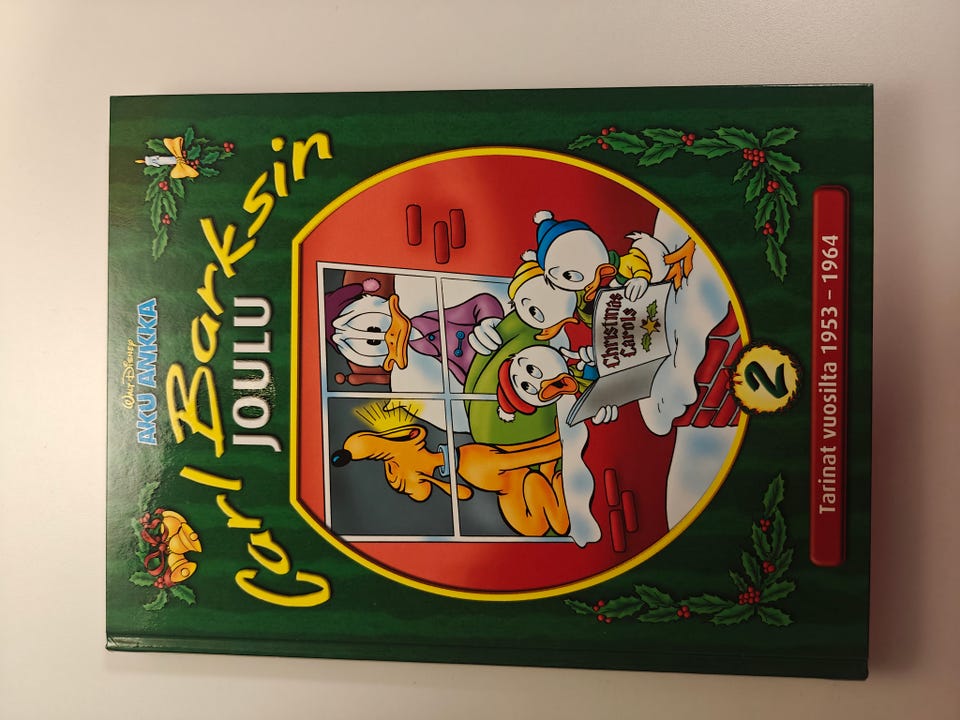 Walt Disney
AKU ANKKA
Carl Barksin
JOULU
Christmas
Carols
2
Tarinat vuosilta 1953 – 1964